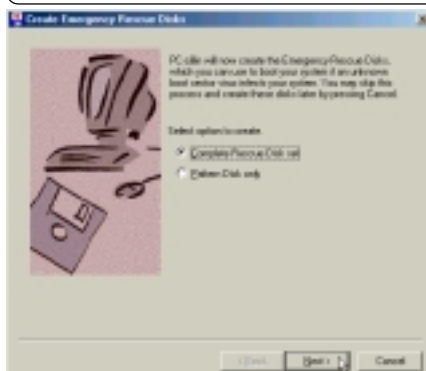 Create Emergency Rescue Disks
PC-cillin will now create the Emergency Rescue Disks,
which you can use to boot your system if an unknown
boot sector virus infects your system. You may skip this
process and create these disks later by pressing Cancel.
Select option to create.
Complete Rescue Disk set
Pattern Disk only
< Back
Next >
Cancel